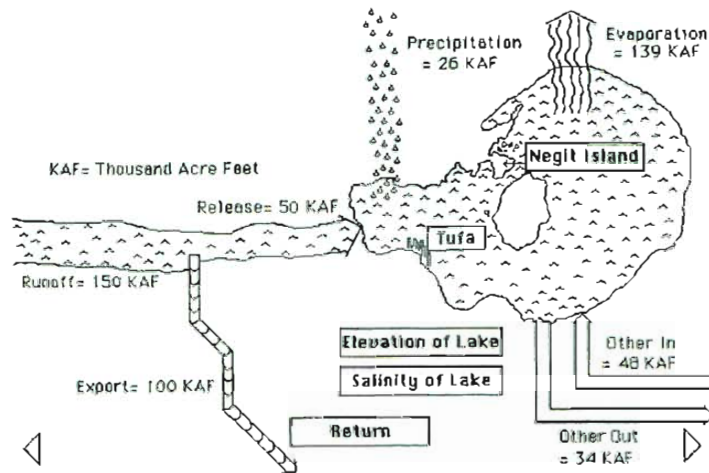 Precipitation
= 26 KAF
Evaporation
= 139 KAF
KAF= Thousand Acre Feet
Negit Island
Release= 50 KAF
Tufa
Runoff= 150 KAF
Elevation of Lake
Other In
= 48 KAF
Salinity of Lake
Export= 100 KAF
Return
Other Out
= 34 KAF